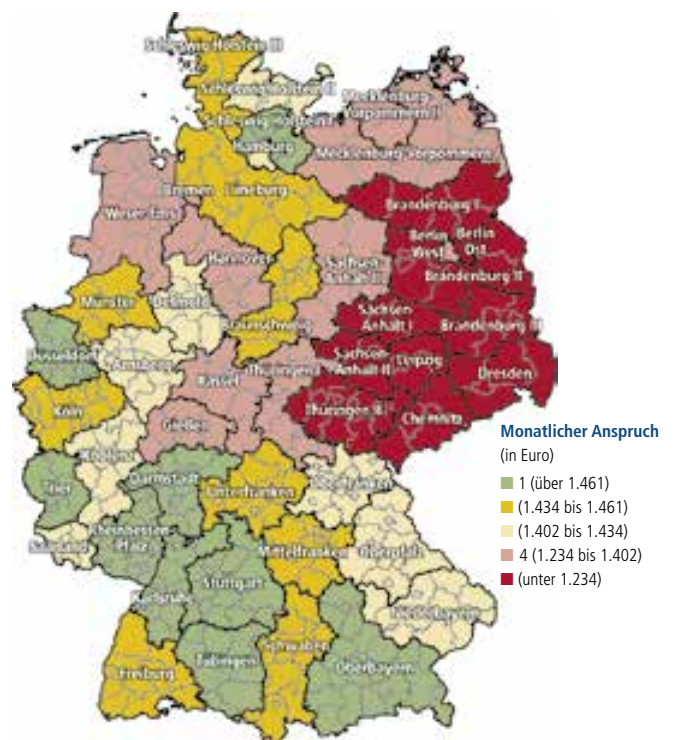 Schleswig-Holstein III
Schleswig-Holstein II
Mecklenburg-
Vorpommern II
Schleswig-Holstein I
Hamburg
Mecklenburg-Vorpommern
Bremen
Lüneburg
Weser Ems
Brandenburg I
Berlin
West
Berlin
Ost
Hannover
Sachsen-
Anhalt III
Brandenburg II
Münster
Detmold
Braunschweig
Sachsen-
Anhalt I
Brandenburg III
Düsseldorf
Arnsberg
Kassel
Thüringen I
Sachsen-
Anhalt II
Leipzig
Dresden
Köln
Gießen
Thüringen II
Chemnitz
Koblenz
Monatlicher Anspruch
(in Euro)
1 (über 1.461)
(1.434 bis 1.461)
(1.402 bis 1.434)
4 (1.234 bis 1.402)
(unter 1.234)
Trier
Darmstadt
Unterfranken
Oberfranken
Saarland
Rheinhessen-
Pfalz
Mittelfranken
Oberpfalz
Stuttgart
Karlsruhe
Niederbayern
Freiburg
Tübingen
Schwaben
Oberbayern